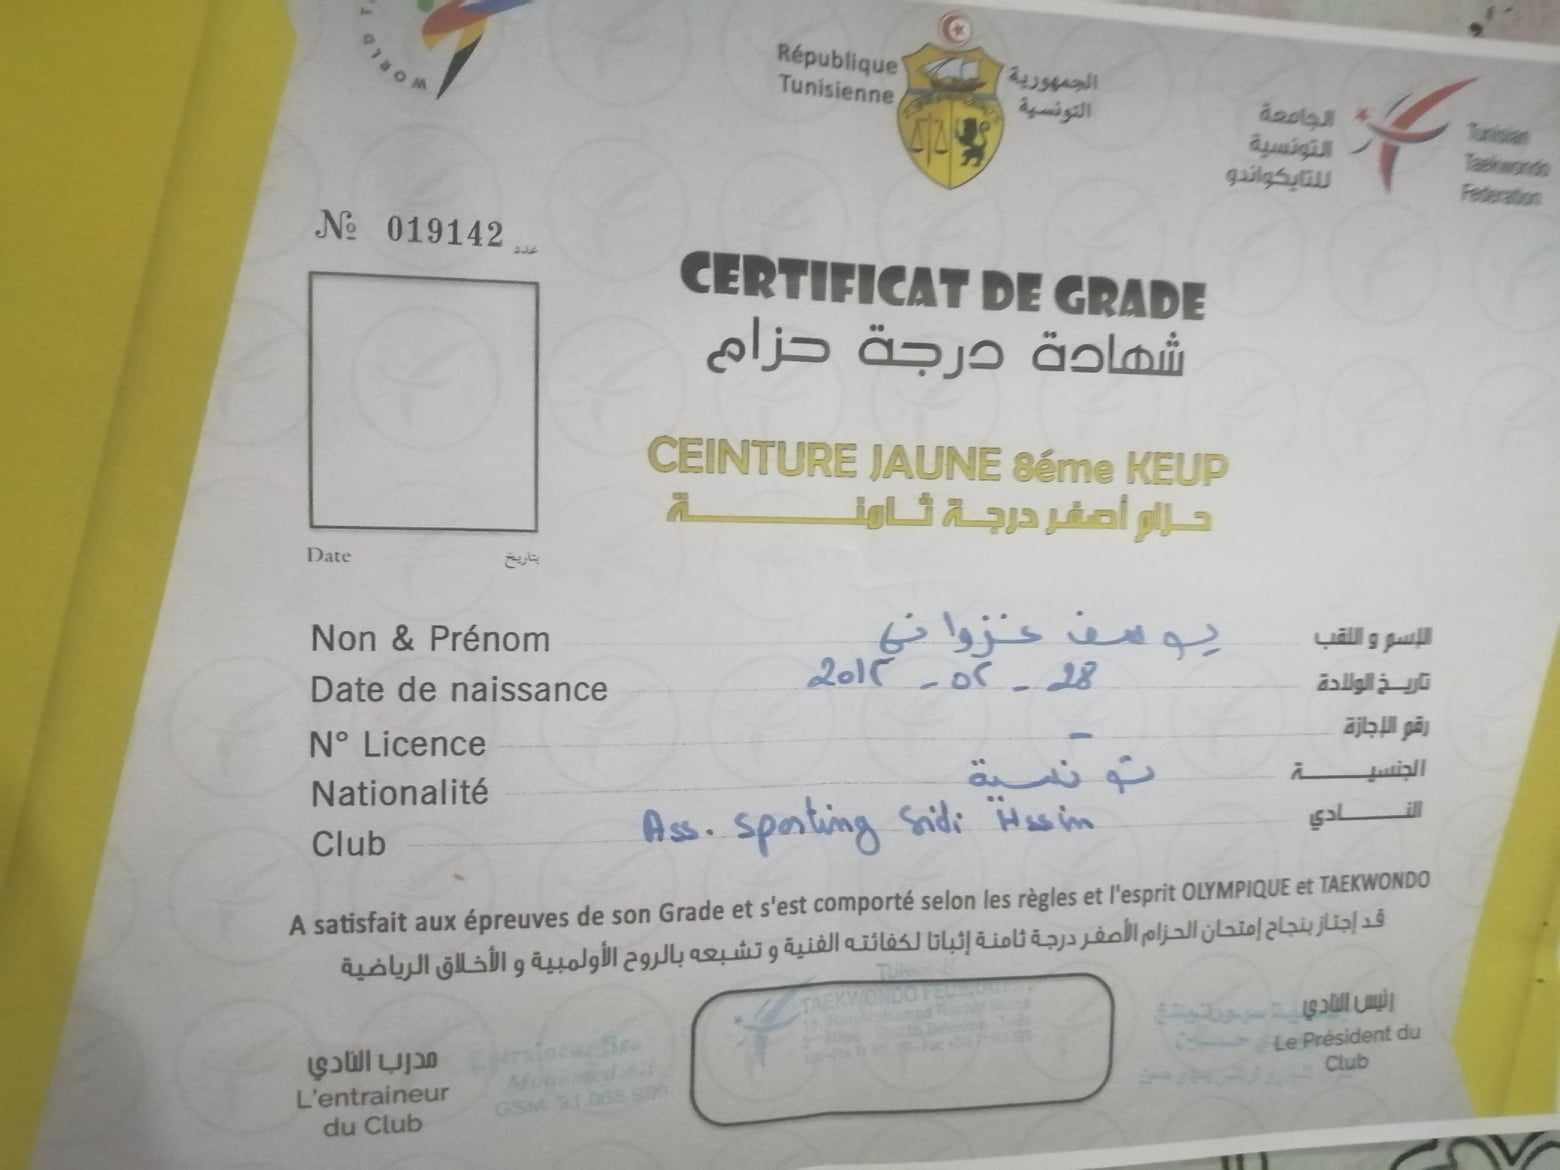 WORLD
République
Tunisienne
الجمهورية
التونسية
الجامعة
التونسية
للتايكواندو
Tunisian
Taekwondo
Federation
№ 019142 عدد
CERTIFICAT DE GRADE
شهادة درجة حزام
CEINTURE JAUNE 8éme KEUP
حزام أصفر درجة ثامنة
Date بتاريخ
Non & Prénom يوسف غزواني الإسم و اللقب
Date de naissance 28 - 02 - 2012 تاريخ الولادة
N° Licence - رقم الإجازة
Nationalité تونسية الجنسية
Club Ass. Sporting Sidi Hssin النادي
A satisfait aux épreuves de son Grade et s'est comporté selon les règles et l'esprit OLYMPIQUE et TAEKWONDO
قد إجتاز بنجاح إمتحان الحزام الأصفر درجة ثامنة إثباتا لكفائته الفنية و تشبعه بالروح الأولمبية و الأخلاق الرياضية
TAEKWONDO
مدرب النادي
L'entraineur
du Club
رئيس النادي
Le Président du
Club